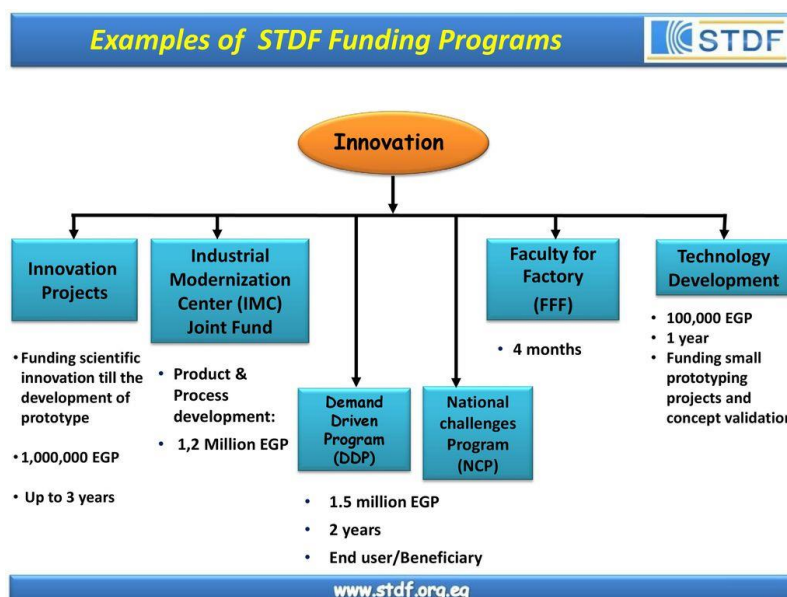 Examples of STDF Funding Programs
STDF
Innovation
Innovation
Projects
• Funding scientific
innovation till the
development of
prototype
• 1,000,000 EGP
• Up to 3 years
Industrial
Modernization
Center (IMC)
Joint Fund
• Product &
Process
development:
• 1,2 Million EGP
Demand
Driven
Program
(DDP)
National
challenges
Program
(NCP)
• 1.5 million EGP
• 2 years
• End user/Beneficiary
Faculty for
Factory
(FFF)
• 4 months
Technology
Development
• 100,000 EGP
• 1 year
• Funding small
prototyping
projects and
concept validation
www.stdf.org.eg